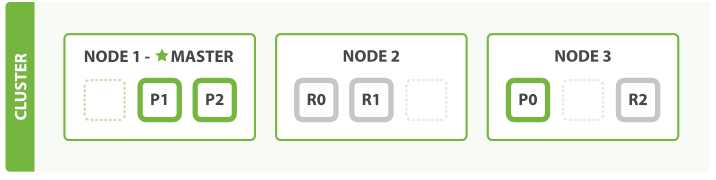 CLUSTER
NODE 1 - ★ MASTER
P1 P2
NODE 2
R0 R1
NODE 3
P0 R2